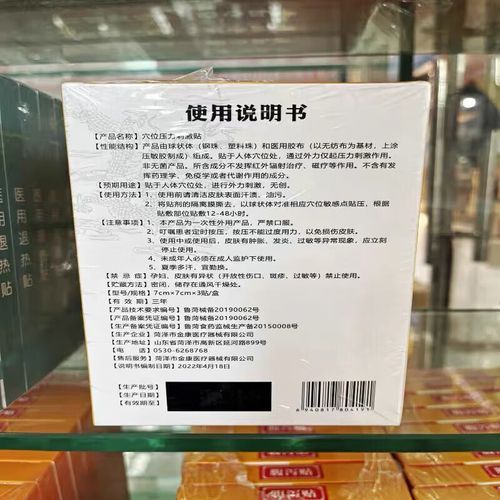 使用说明书
【产品名称】穴位压力刺激贴
【性能结构】产品由球状体（钢珠、塑料珠）和医用胶布（以无纺布为基材，上涂
压敏胶制成）组成。贴于人体穴位处，通过外力仅起压力刺激作用。
非无菌产品。所含成分不发挥红外辐射治疗、磁疗等作用。不含有发
挥药理学、免疫学或者代谢作用的成分。
【预期用途】贴于人体穴位处，进行外力刺激，无创。
【使用方法】1、使用前请清洁皮肤表面汗渍、油污。
2、将贴剂的隔离膜撕去，以球状体对准相应穴位敏感点贴压，根据
贴敷部位贴敷12-48小时。
【注意事项】1、本产品为一次性外用产品，严禁口服。
2、叮嘱患者定时按压，按压不能过度用力，以免损伤皮肤。
3、使用中或使用后，皮肤有肿胀、发炎、过敏等异常现象，应立刻
停止使用。
4、未成年人必须在成人监护下使用。
5、夏季多汗，宜勤换。
【禁 忌 症】孕妇、皮肤有异状（开放性伤口、斑疹、过敏等）禁止使用。
【贮藏方法】密闭，储存在通风干燥处。
【型号/规格】7cm×7cm×3贴/盒
【有 效 期】三年
【产品技术要求编号】鲁菏械备20190062号
【产品备案凭证编号】鲁菏械备20190062号
【生产备案凭证编号】鲁菏食药监械生产备20150008号
【生产企业】菏泽市金康医疗器械有限公司
【生产地址】山东省菏泽市高新区延河路899号
【电 话】0530-6268768
【售后服务】菏泽市金康医疗器械有限公司
【说明书编制日期】2022年4月18日
【生产批号】
【生产日期】
【有效期至】
6 940817 804191
医用退热贴